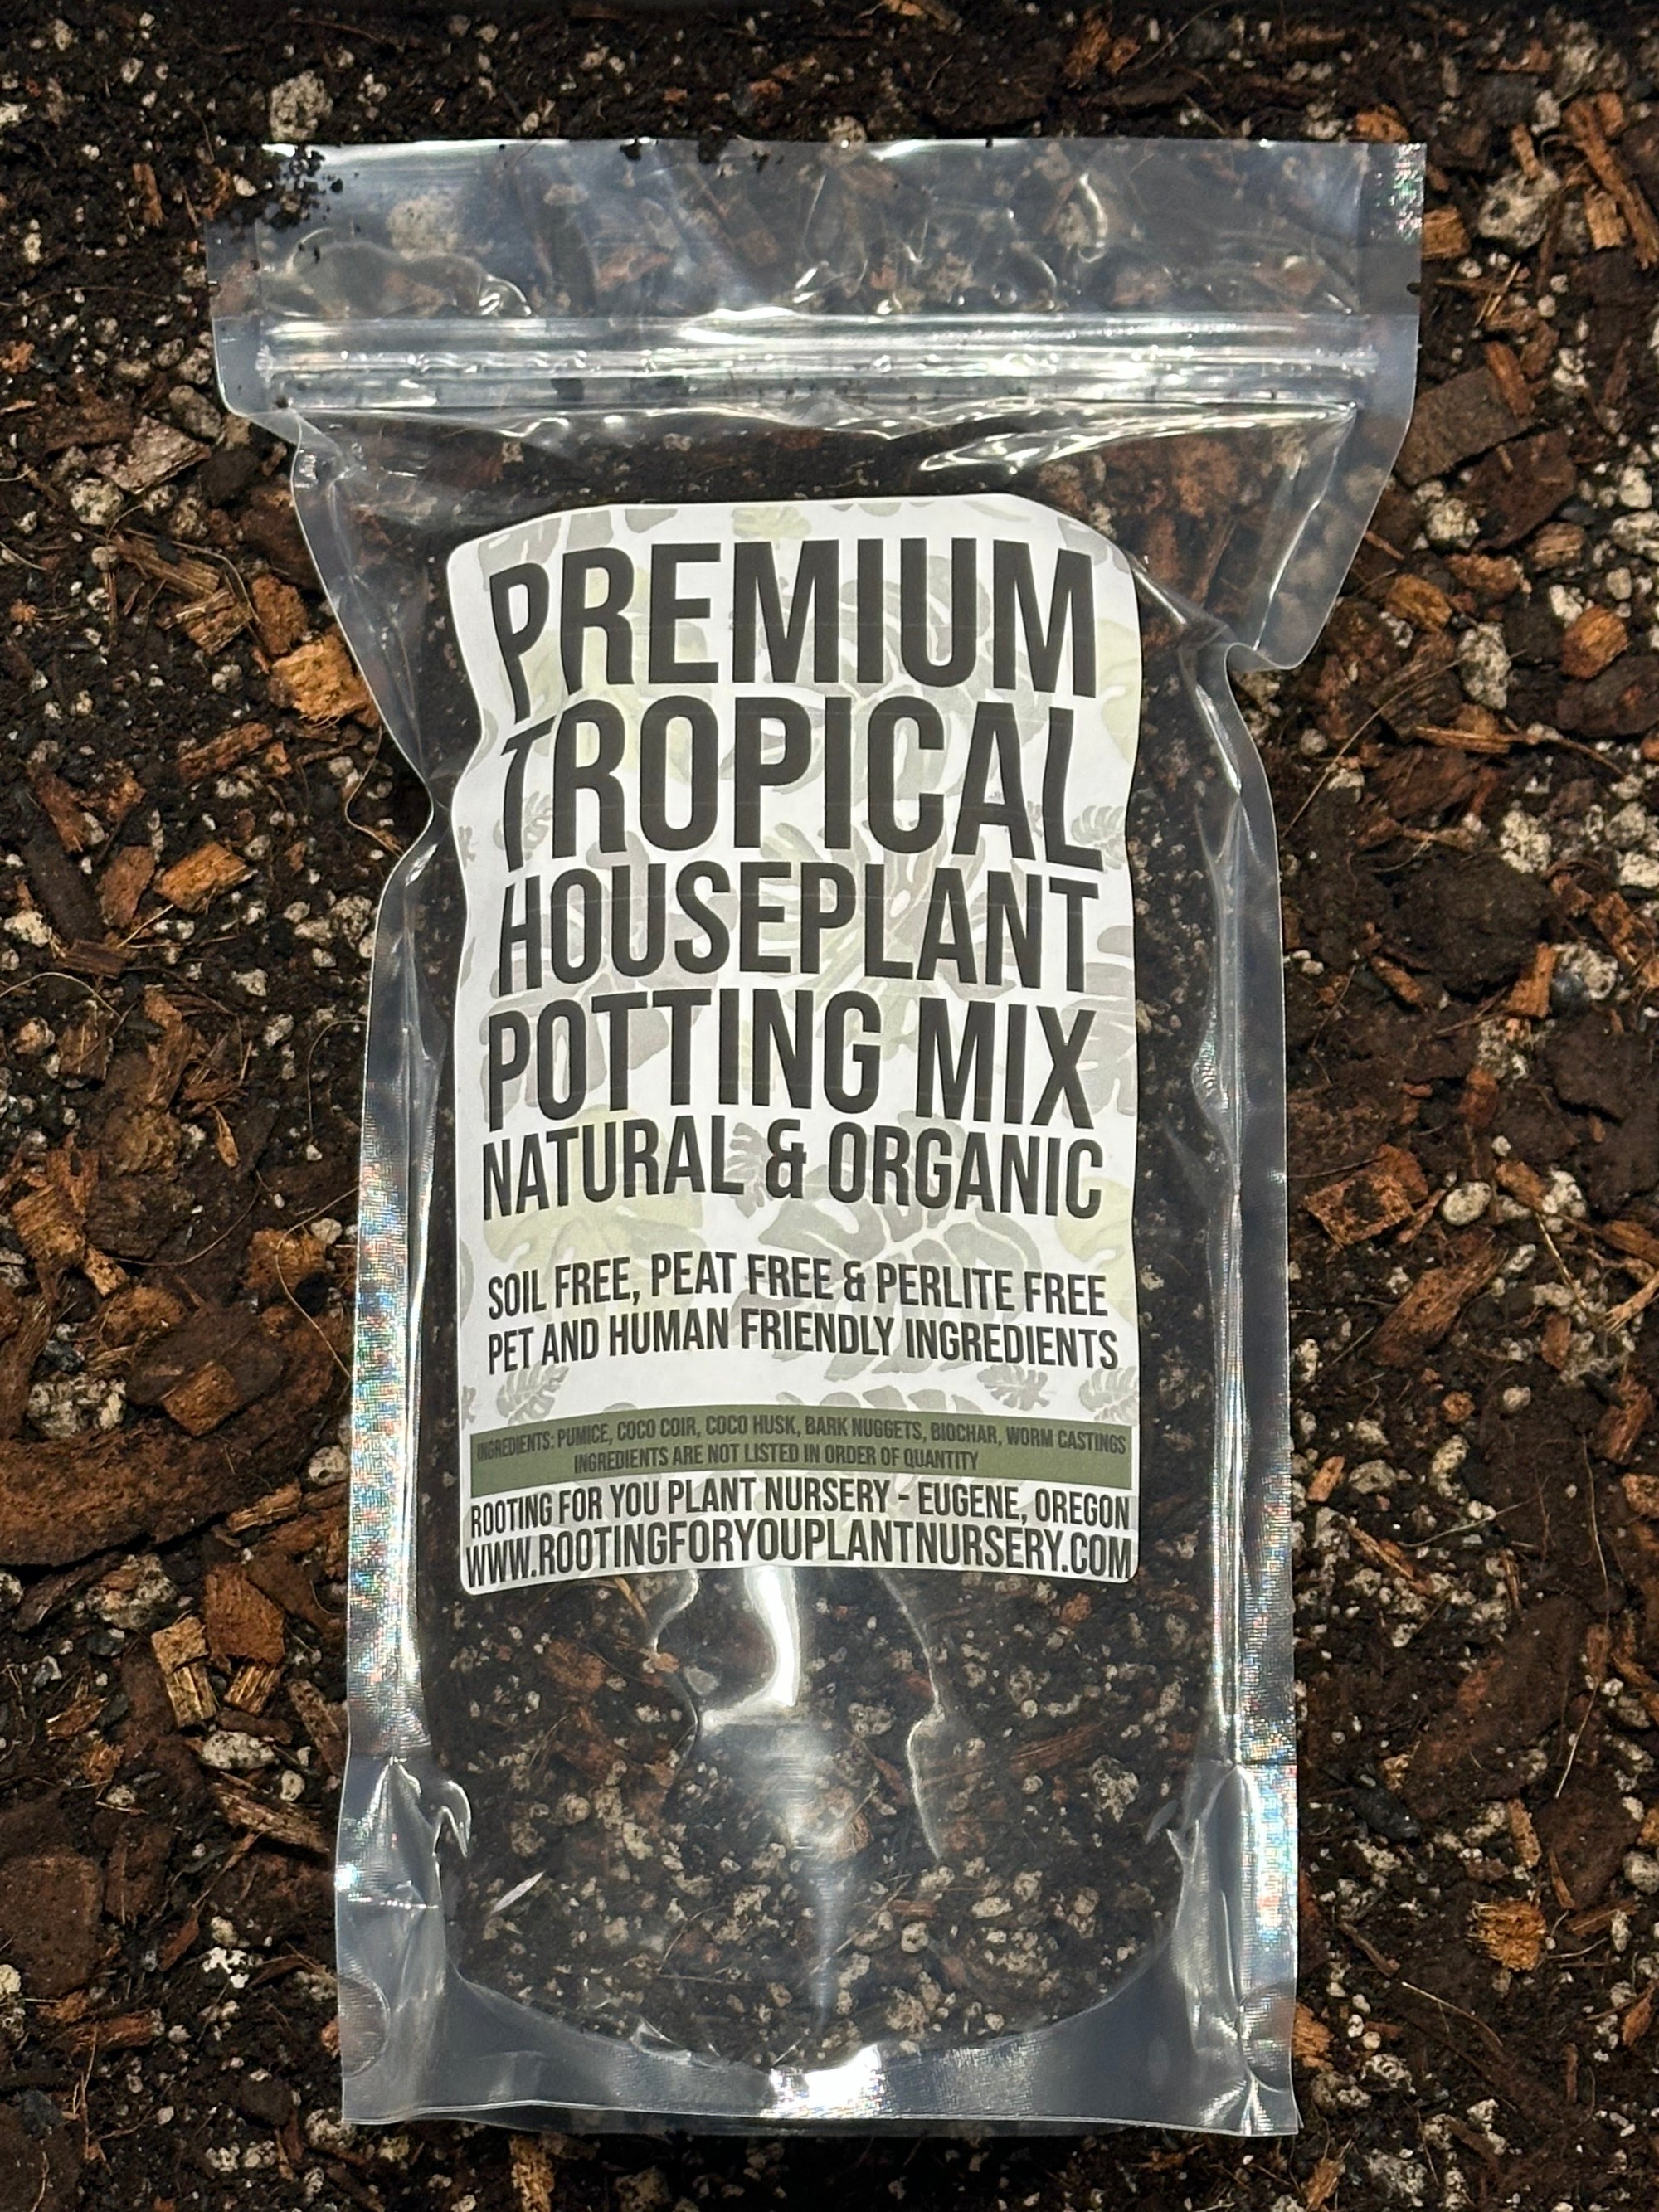 PREMIUM
TROPICAL
HOUSEPLANT
POTTING MIX
NATURAL & ORGANIC
SOIL FREE, PEAT FREE & PERLITE FREE
PET AND HUMAN FRIENDLY INGREDIENTS
INGREDIENTS: PUMICE, COCO COIR, COCO HUSK, BARK NUGGETS, BIOCHAR, WORM CASTINGS
INGREDIENTS ARE NOT LISTED IN ORDER OF QUANTITY
ROOTING FOR YOU PLANT NURSERY - EUGENE, OREGON
WWW.ROOTINGFORYOUPLANTNURSERY.COM